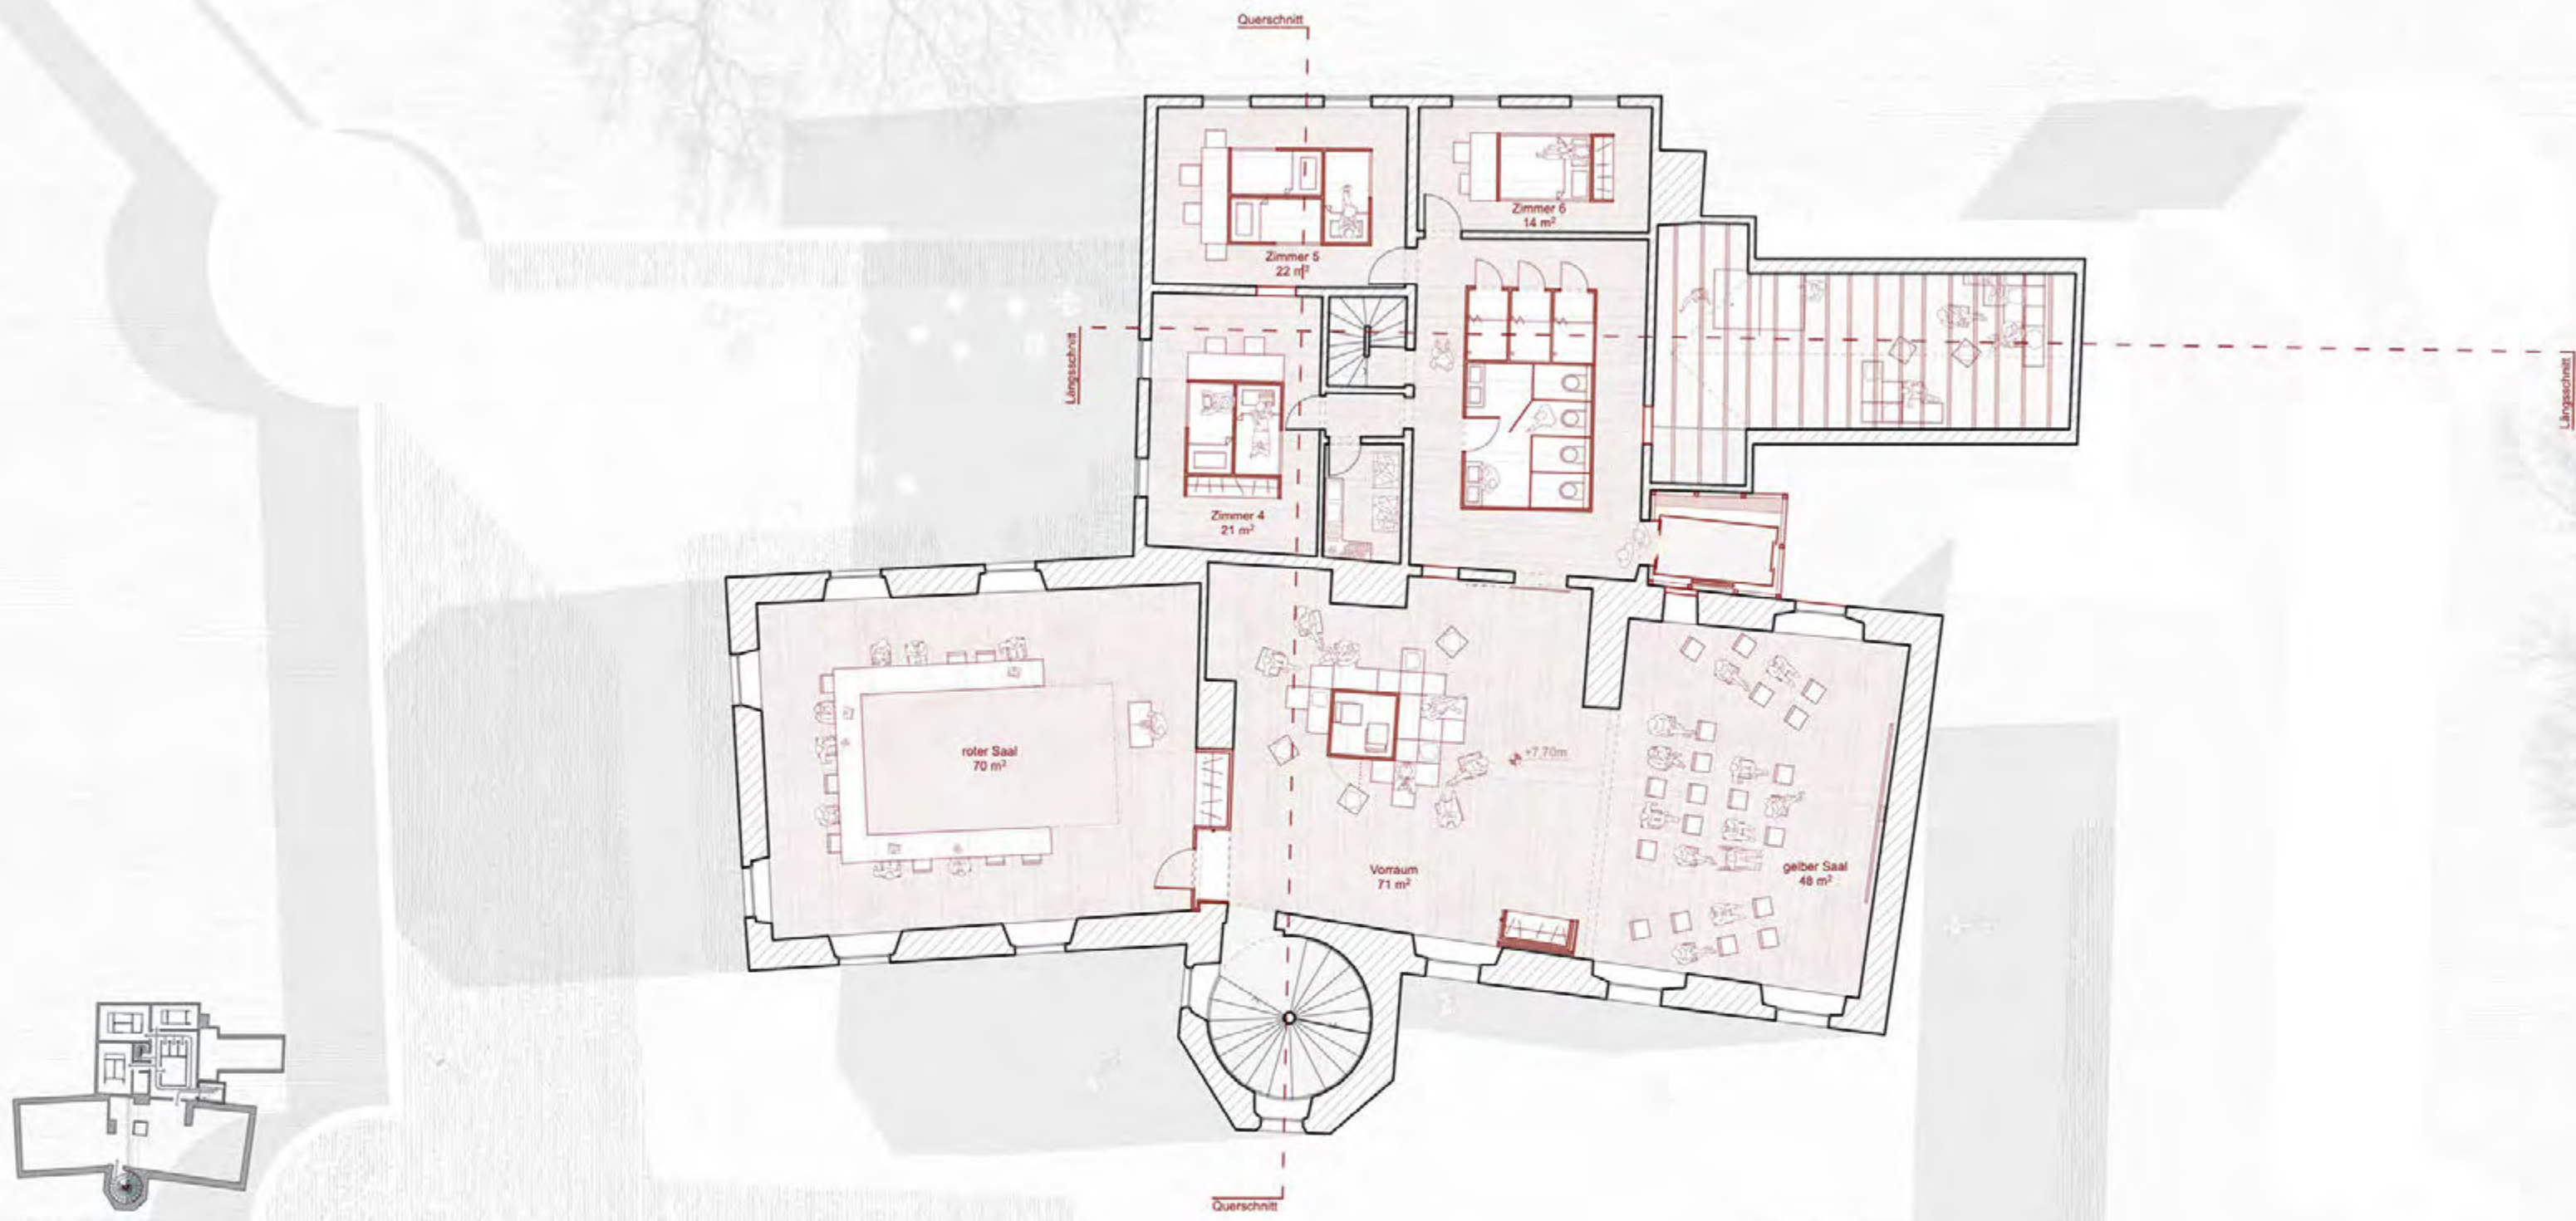 Querschnitt
Zimmer 6
14 m²
Zimmer 5
22 m²
Längsschnitt
Längsschnitt
Zimmer 4
21 m²
roter Saal
70 m²
+7,70m
Vorraum
71 m²
gelber Saal
48 m²
Querschnitt